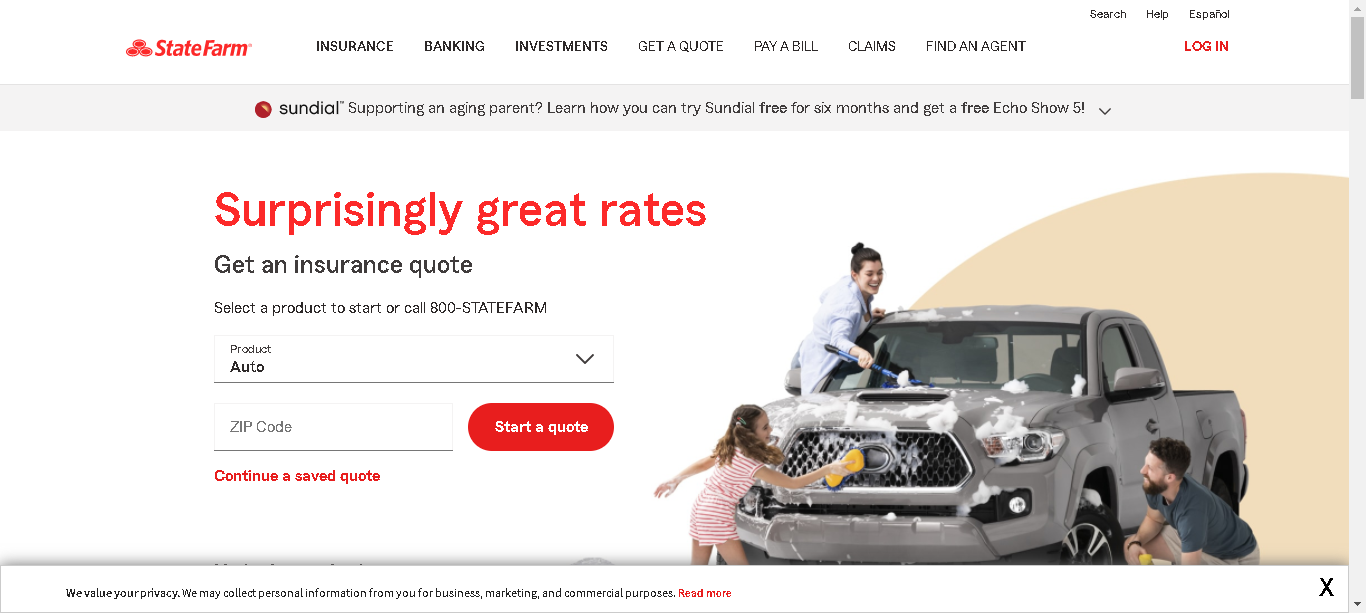 Search Help Español
State Farm® INSURANCE BANKING INVESTMENTS GET A QUOTE PAY A BILL CLAIMS FIND AN AGENT LOG IN
sundial™ Supporting an aging parent? Learn how you can try Sundial free for six months and get a free Echo Show 5!
Surprisingly great rates
Get an insurance quote
Select a product to start or call 800-STATEFARM
Product
Auto
ZIP Code
Start a quote
Continue a saved quote
We value your privacy. We may collect personal information from you for business, marketing, and commercial purposes. Read more
X